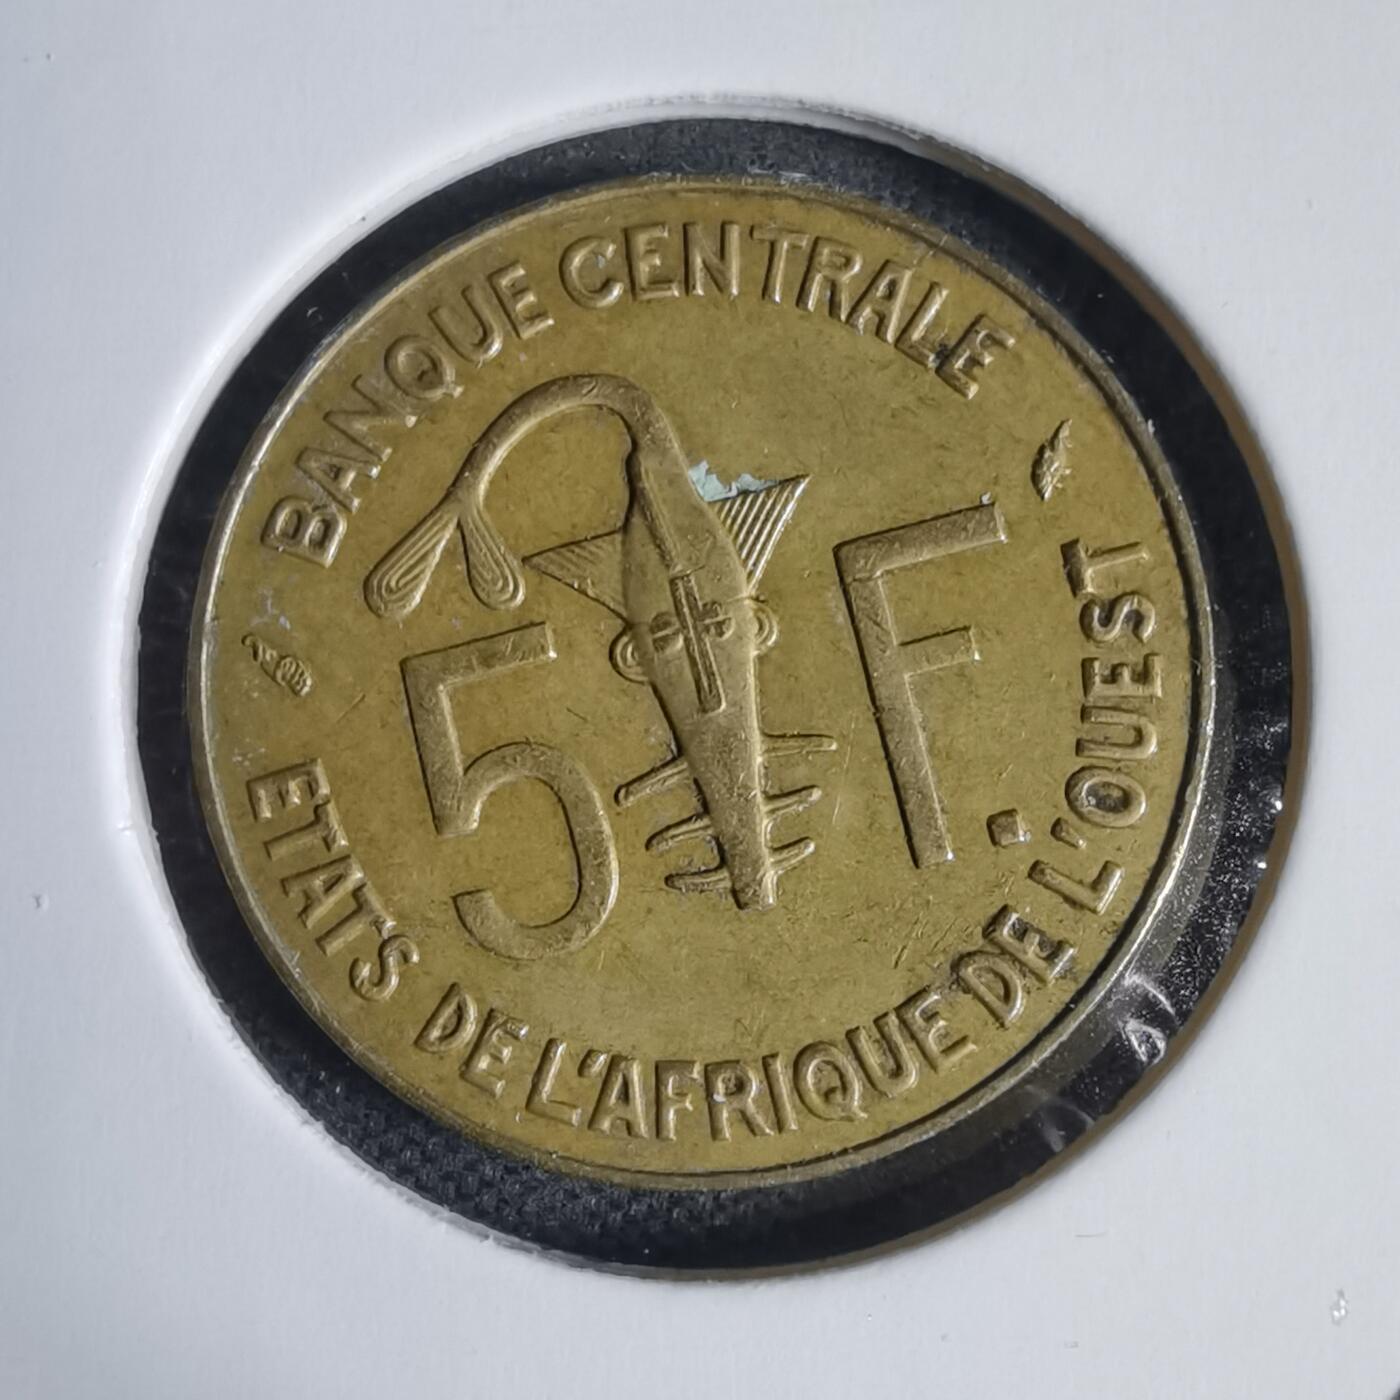 BANQUE CENTRALE
5 F.
ETATS DE L'AFRIQUE DE L'OUEST